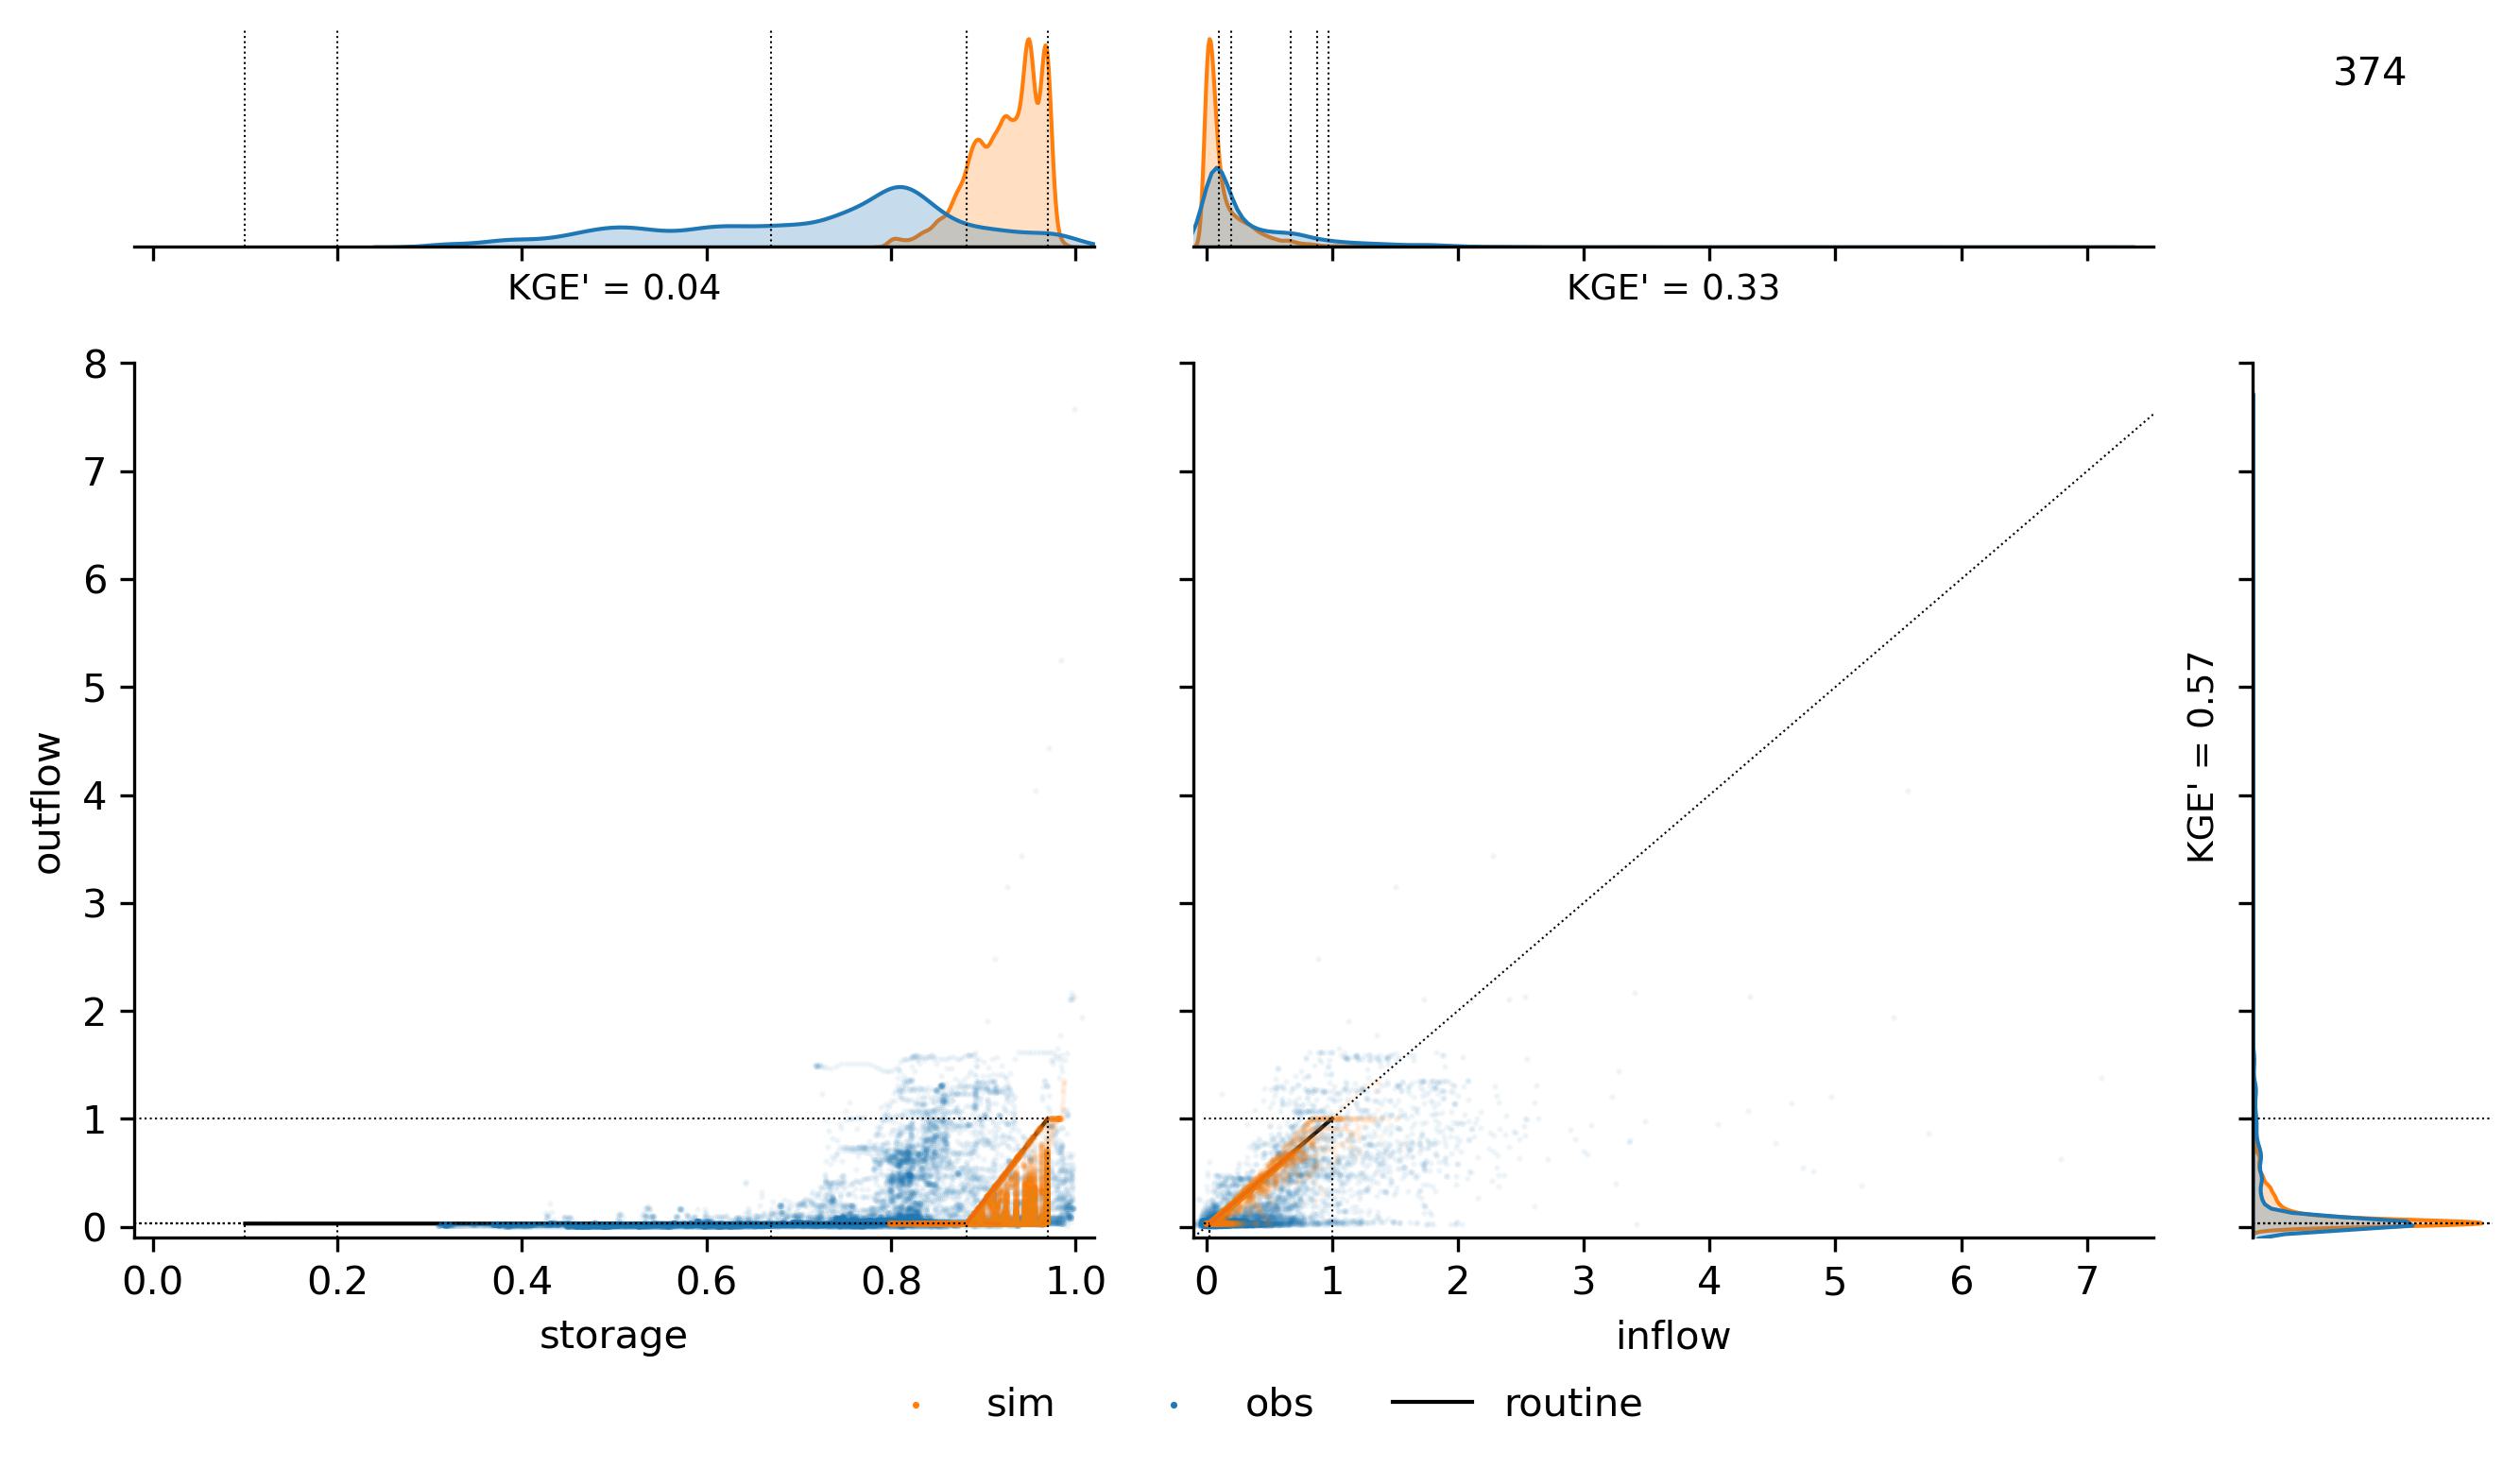 374
KGE' = 0.04
KGE' = 0.33
8
7
6
5
4
3
2
1
0
outflow
KGE' = 0.57
0.0 0.2 0.4 0.6 0.8 1.0
0 1 2 3 4 5 6 7
storage
inflow
sim obs routine